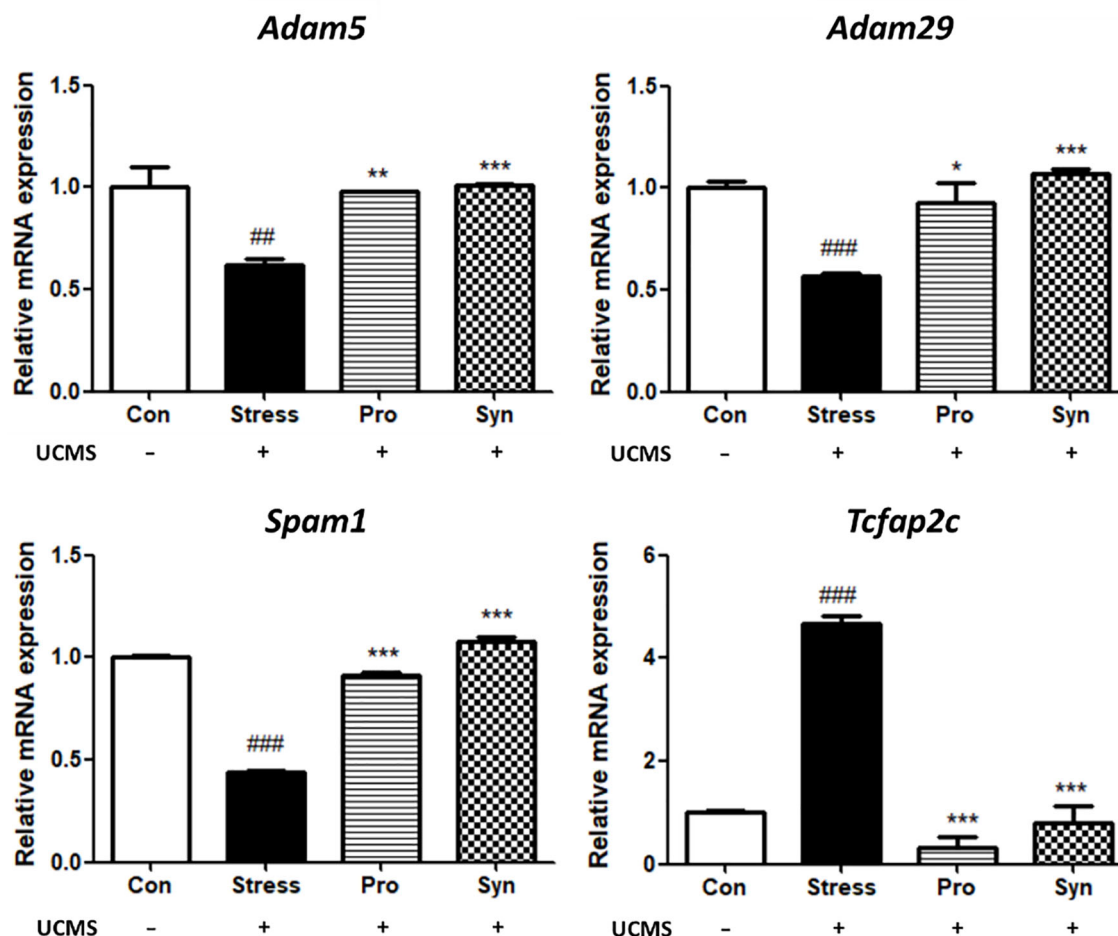 Adam5
Relative mRNA expression
1.5
1.0
0.5
0.0
##
**
***
Con Stress Pro Syn
UCMS - + + +
Adam29
Relative mRNA expression
1.5
1.0
0.5
0.0
###
*
***
Con Stress Pro Syn
UCMS - + + +
Spam1
Relative mRNA expression
1.5
1.0
0.5
0.0
###
***
***
Con Stress Pro Syn
UCMS - + + +
Tcfap2c
Relative mRNA expression
6
4
2
0
###
***
***
Con Stress Pro Syn
UCMS - + + +